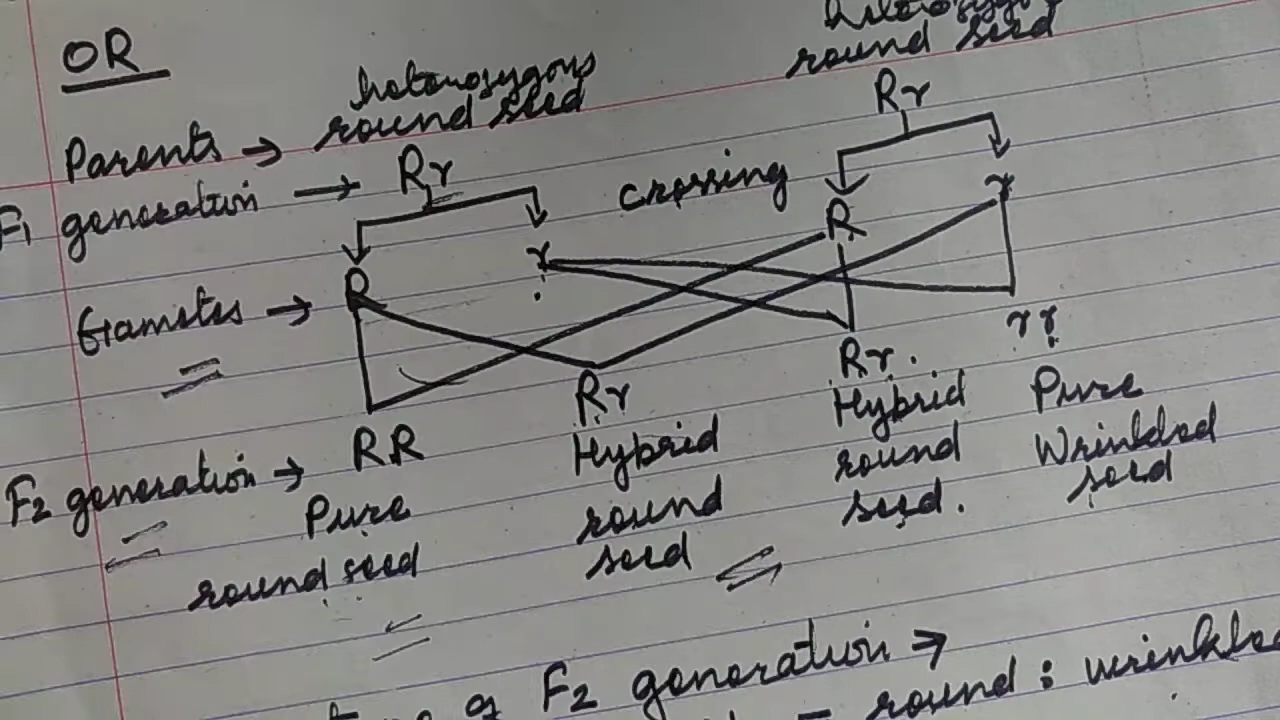 OR
heterozygous
round seed
round seed
Parents →
Rr
F1 generation → Rr
crossing
Gametes → R r R r
RR Rr Rr. rr
F2 generation →
Pure
round seed
Hybrid
round
seed
Hybrid
round
seed.
Pure
Wrinkled
seed
of F2 generation →
round : wrinkled